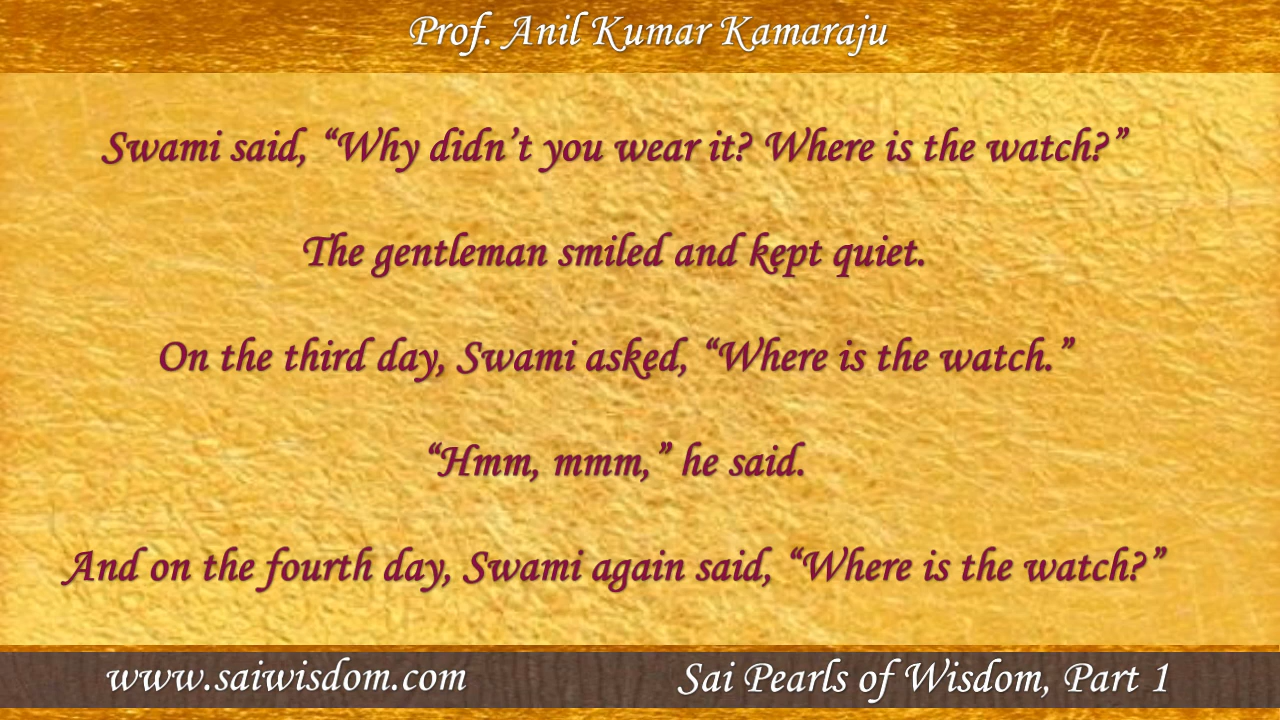 Prof. Anil Kumar Kamaraju
Swami said, “Why didn’t you wear it? Where is the watch?”
The gentleman smiled and kept quiet.
On the third day, Swami asked, “Where is the watch.”
“Hmm, mmm,” he said.
And on the fourth day, Swami again said, “Where is the watch?”
www.saiwisdom.com
Sai Pearls of Wisdom, Part 1